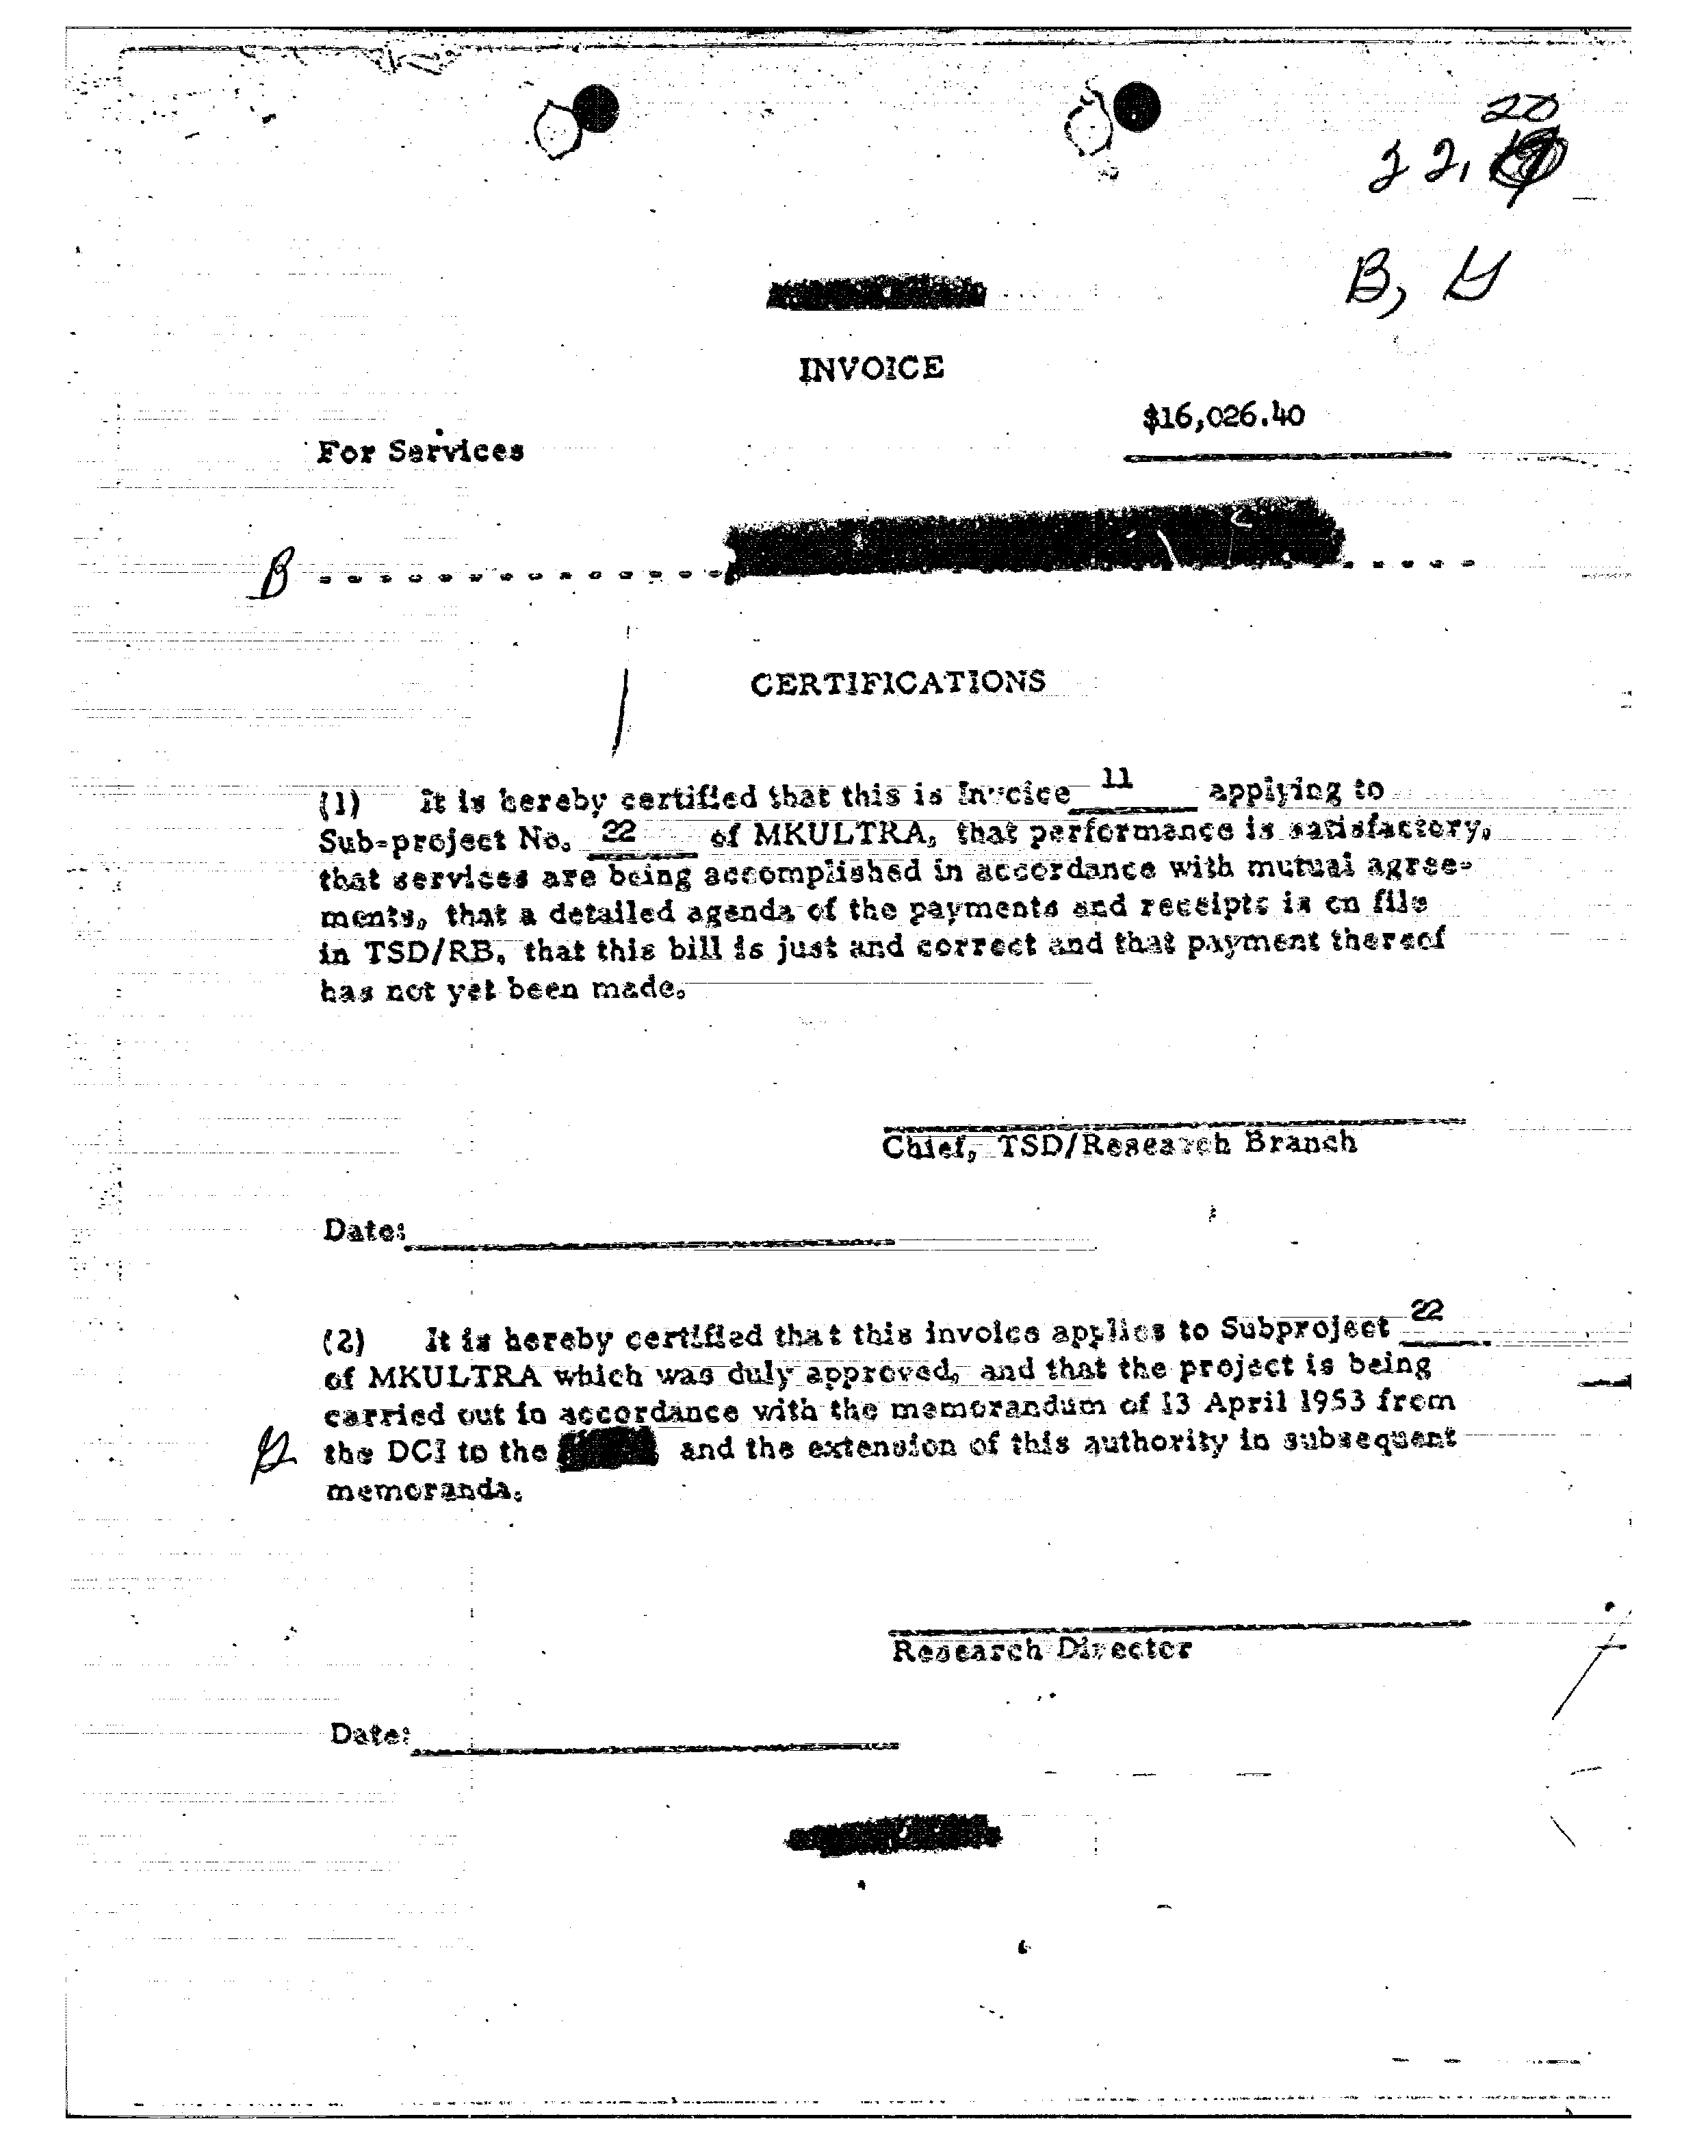 20
22,
B, G
INVOICE
$16,026.40
For Services
B
CERTIFICATIONS
(1) It is hereby certified that this is Invoice 11 applying to
Sub-project No. 22 of MKULTRA, that performance is satisfactory,
that services are being accomplished in accordance with mutual agree-
ments, that a detailed agenda of the payments and receipts is on file
in TSD/RB, that this bill is just and correct and that payment thereof
has not yet been made.
Chief, TSD/Research Branch
Date:
(2) It is hereby certified that this invoice applies to Subproject 22
of MKULTRA which was duly approved, and that the project is being
carried out in accordance with the memorandum of 13 April 1953 from
the DCI to the and the extension of this authority in subsequent
memoranda.
Research Director
Date: